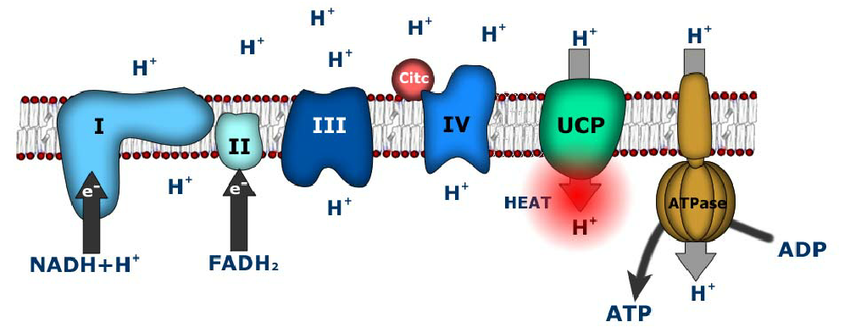 H⁺
H⁺
H⁺
H⁺
H⁺
H⁺
H⁺
H⁺
Citc
I
II
III
IV
UCP
e⁻
e⁻
H⁺
H⁺
H⁺
HEAT
H⁺
ATPase
NADH+H⁺
FADH₂
ADP
H⁺
ATP